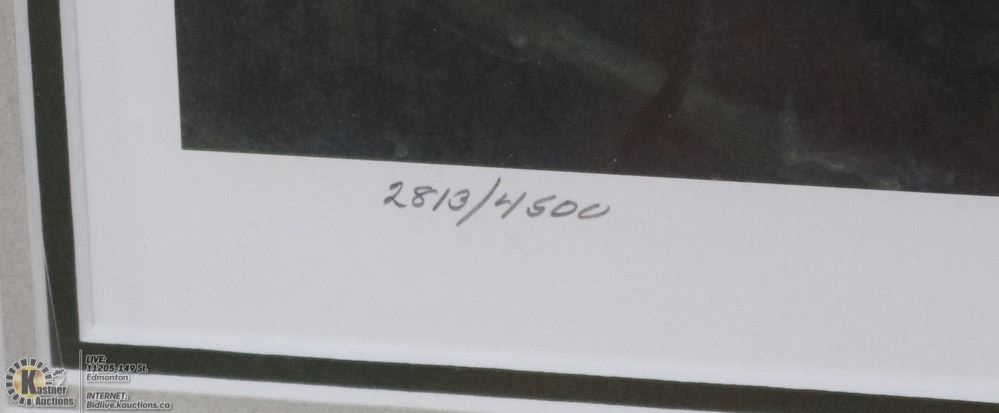 2813/4500
Kastner
Auctions
LIVE:
11205-149 St.
Edmonton
INTERNET:
Bidlive.kauctions.ca